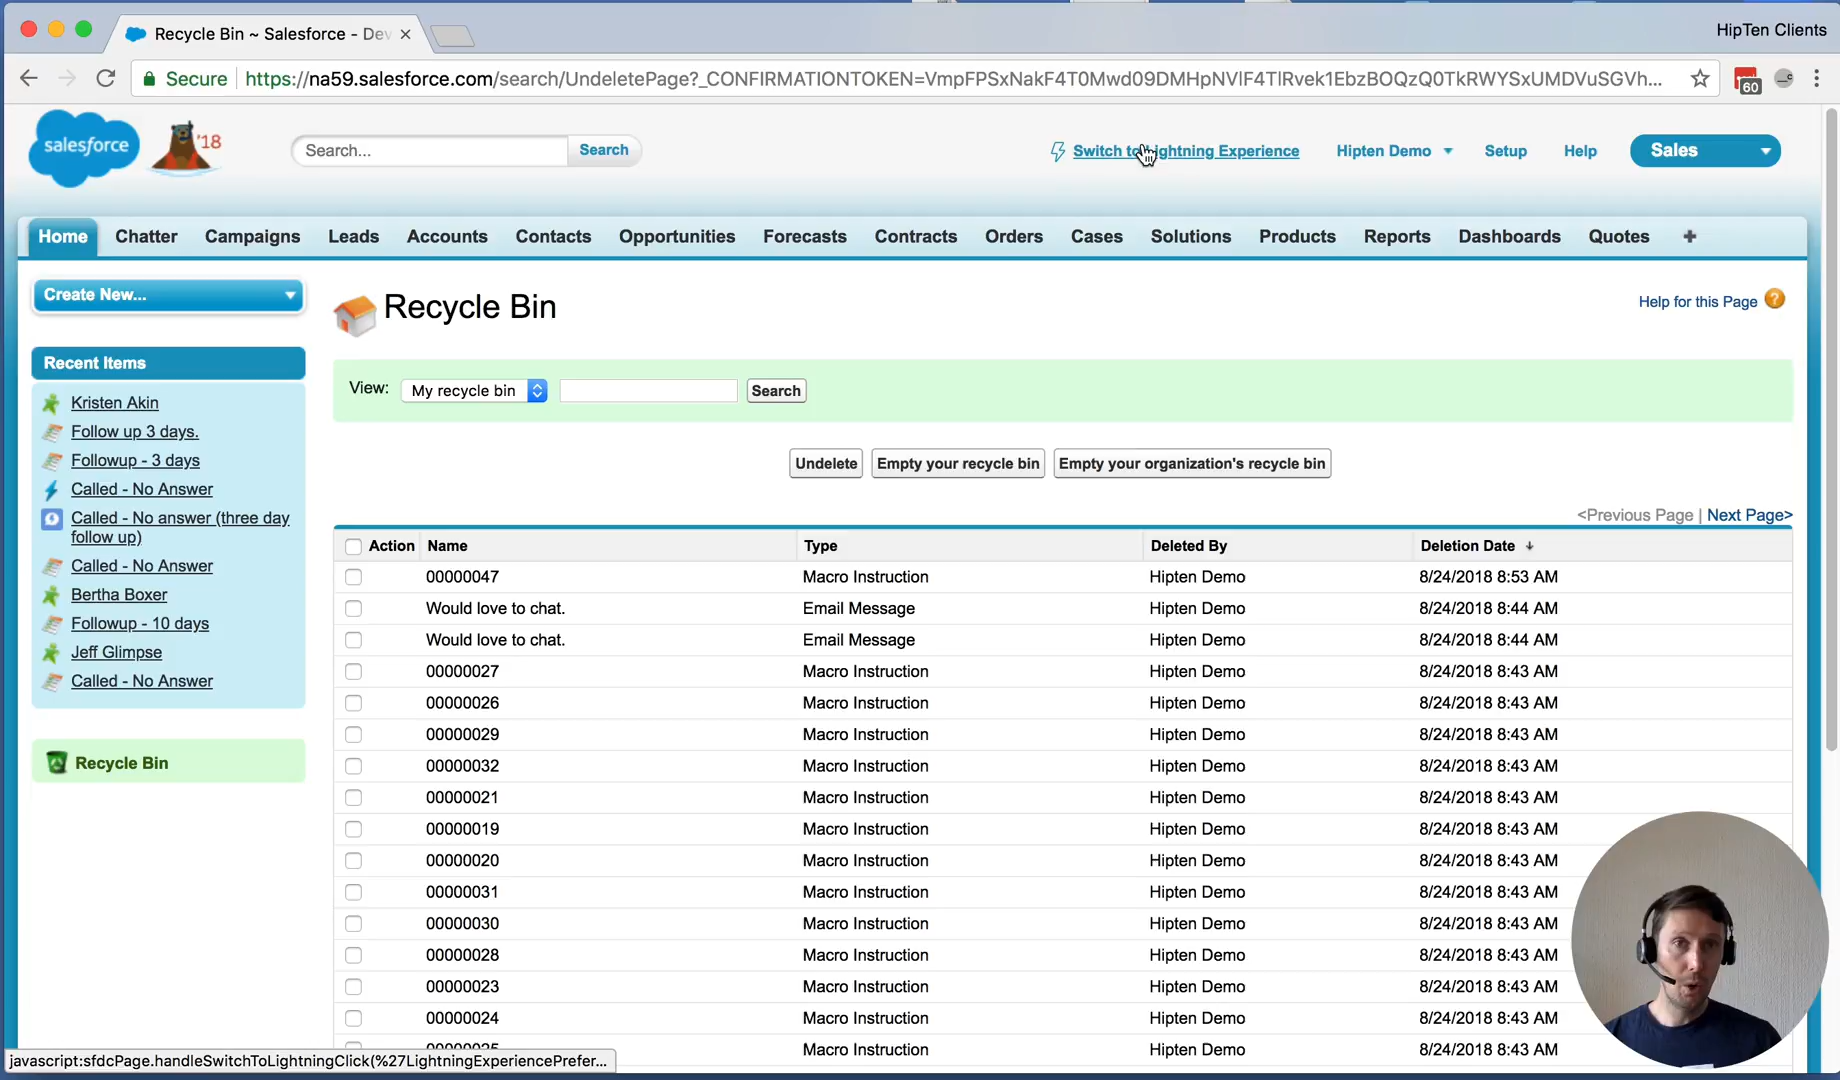 Recycle Bin ~ Salesforce - Dev
HipTen Clients
Secure
https://na59.salesforce.com/search/UndeletePage?_CONFIRMATIONTOKEN=VmpFPSxNakF4T0Mwd09DMHpNVlF4TlRvek1EbzBOQzQ0TkRWYSxUMDVuSGVh...
60
salesforce
'18
Search...
Search
Switch to Lightning Experience
Hipten Demo
Setup
Help
Sales
Home
Chatter
Campaigns
Leads
Accounts
Contacts
Opportunities
Forecasts
Contracts
Orders
Cases
Solutions
Products
Reports
Dashboards
Quotes
+
Create New...
Recycle Bin
Help for this Page ?
Recent Items
Kristen Akin
Follow up 3 days.
Followup - 3 days
Called - No Answer
Called - No answer (three day
follow up)
Called - No Answer
Bertha Boxer
Followup - 10 days
Jeff Glimpse
Called - No Answer
Recycle Bin
View:
My recycle bin
Search
Undelete
Empty your recycle bin
Empty your organization's recycle bin
<Previous Page | Next Page>
Action Name Type Deleted By Deletion Date
00000047 Macro Instruction Hipten Demo 8/24/2018 8:53 AM
Would love to chat. Email Message Hipten Demo 8/24/2018 8:44 AM
Would love to chat. Email Message Hipten Demo 8/24/2018 8:44 AM
00000027 Macro Instruction Hipten Demo 8/24/2018 8:43 AM
00000026 Macro Instruction Hipten Demo 8/24/2018 8:43 AM
00000029 Macro Instruction Hipten Demo 8/24/2018 8:43 AM
00000032 Macro Instruction Hipten Demo 8/24/2018 8:43 AM
00000021 Macro Instruction Hipten Demo 8/24/2018 8:43 AM
00000019 Macro Instruction Hipten Demo 8/24/2018 8:43 AM
00000020 Macro Instruction Hipten Demo 8/24/2018 8:43 AM
00000031 Macro Instruction Hipten Demo 8/24/2018 8:43 AM
00000030 Macro Instruction Hipten Demo 8/24/2018 8:43 AM
00000028 Macro Instruction Hipten Demo 8/24/2018 8:43 AM
00000023 Macro Instruction Hipten Demo 8/24/2018 8:43 AM
00000024 Macro Instruction Hipten Demo 8/24/2018 8:43 AM
00000025 Macro Instruction Hipten Demo 8/24/2018 8:43 AM
javascript:sfdcPage.handleSwitchToLightningClick(%27LightningExperiencePrefer...